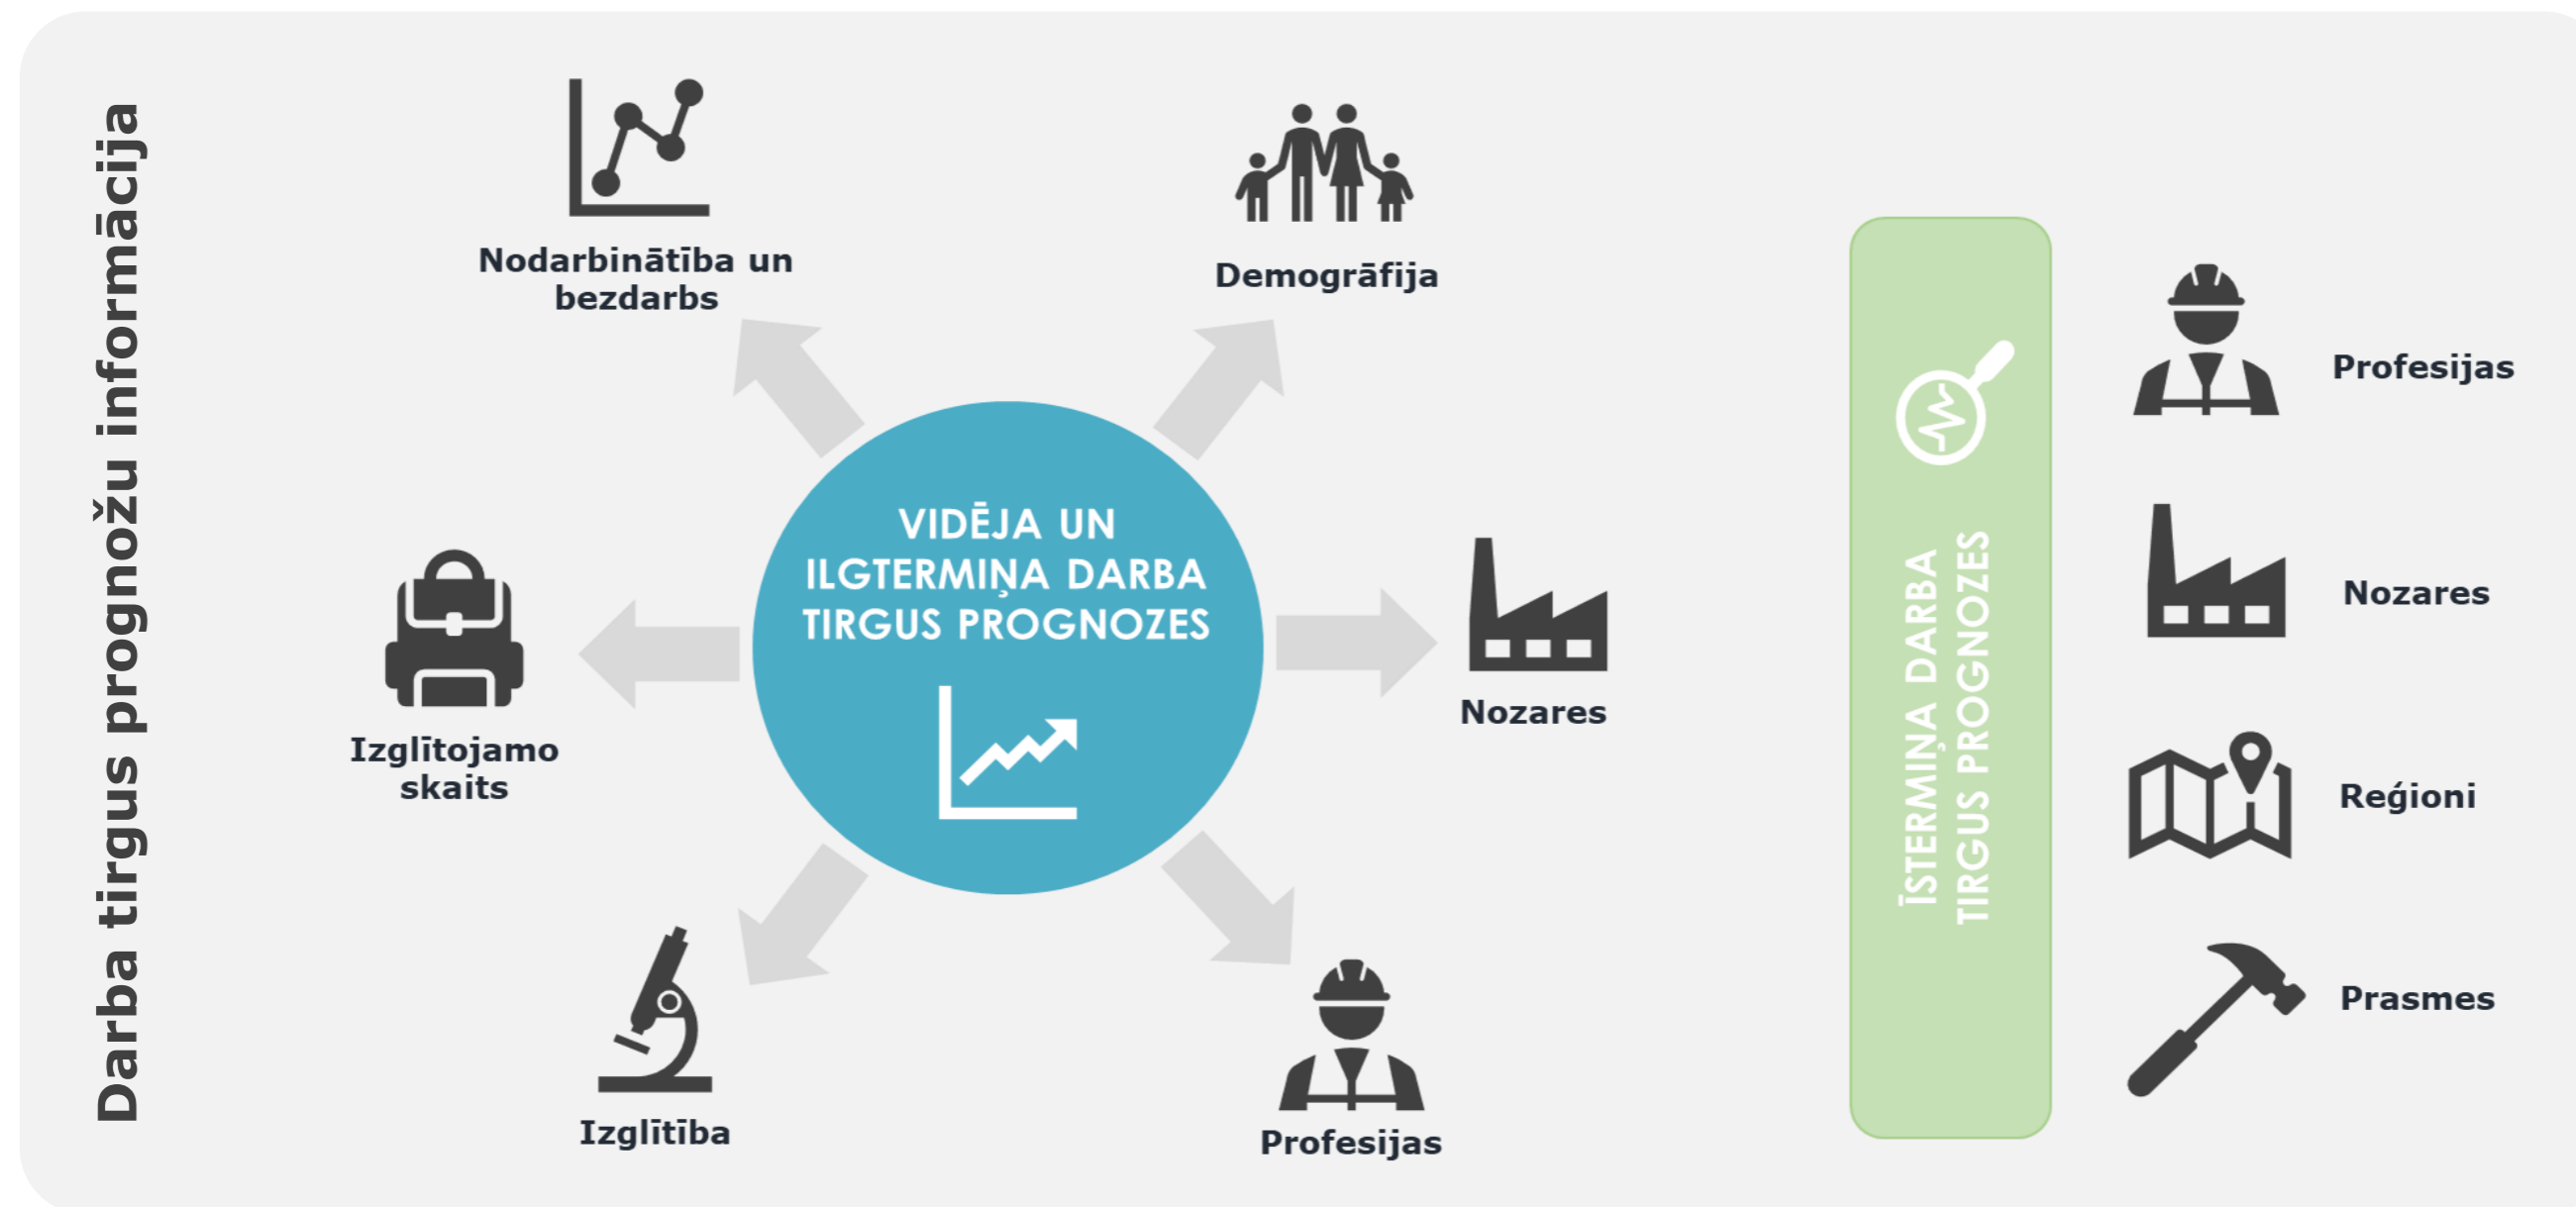 Darba tirgus prognožu informācija
Nodarbinātība un
bezdarbs
Demogrāfija
VIDĒJA UN
ILGTERMIŅA DARBA
TIRGUS PROGNOZES
Izglītojamo
skaits
Nozares
Izglītība
Profesijas
ĪSTERMIŅA DARBA
TIRGUS PROGNOZES
Profesijas
Nozares
Reģioni
Prasmes